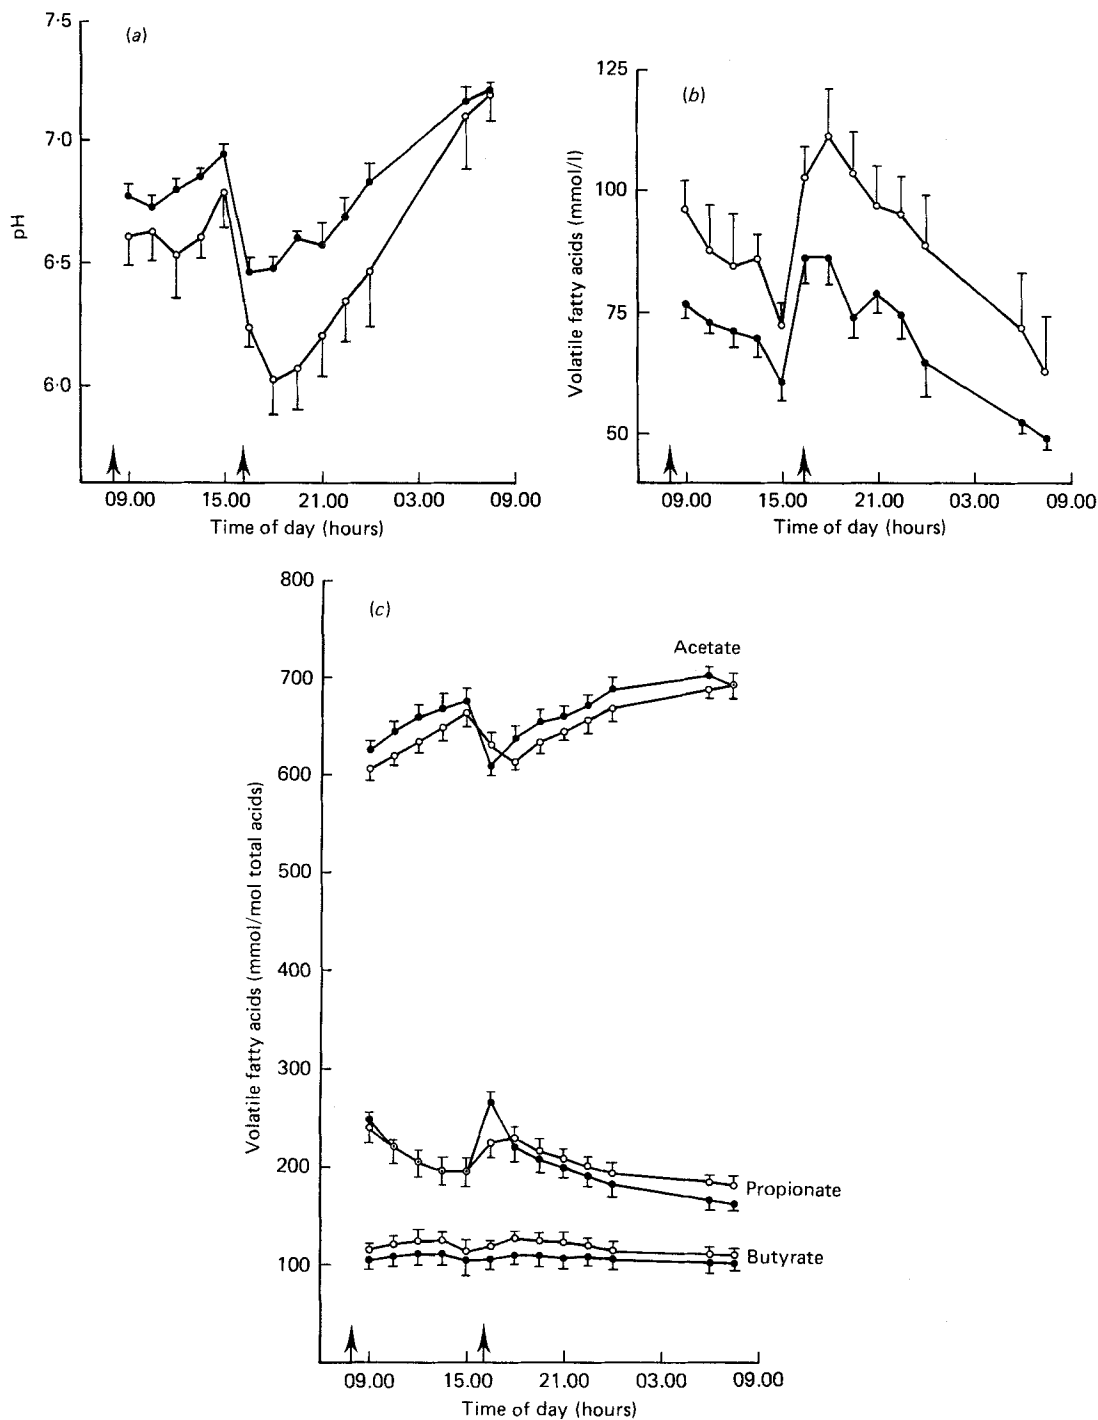 (a)
7·5
7·0
6·5
6·0
pH
09.00 15.00 21.00 03.00 09.00
Time of day (hours)
(b)
125
100
75
50
Volatile fatty acids (mmol/l)
09.00 15.00 21.00 03.00 09.00
Time of day (hours)
(c)
800
700
600
500
400
300
200
100
Volatile fatty acids (mmol/mol total acids)
Acetate
Propionate
Butyrate
09.00 15.00 21.00 03.00 09.00
Time of day (hours)